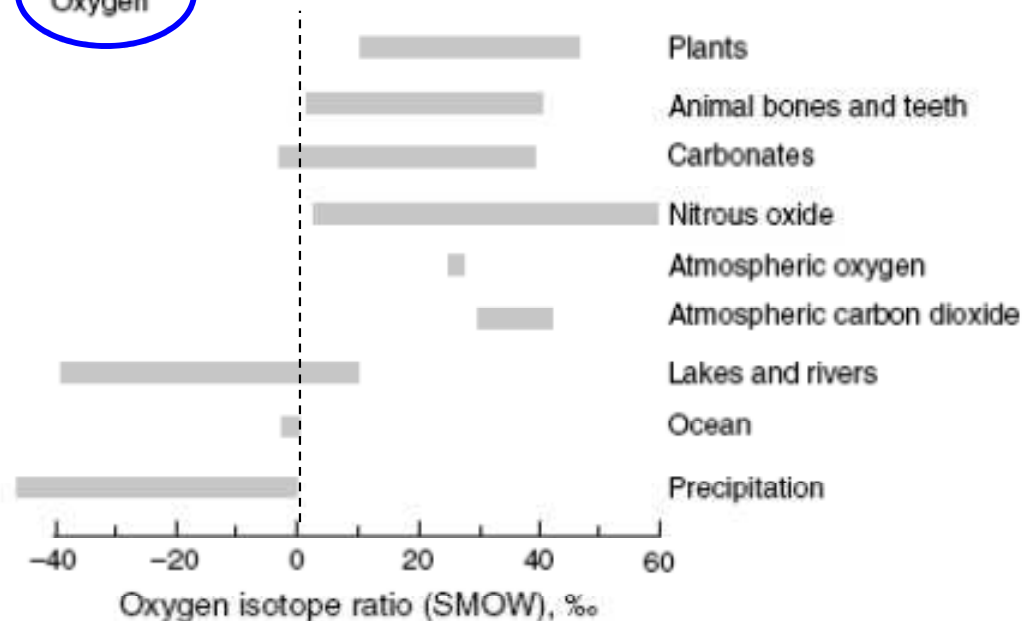 Oxygen
Plants
Animal bones and teeth
Carbonates
Nitrous oxide
Atmospheric oxygen
Atmospheric carbon dioxide
Lakes and rivers
Ocean
Precipitation
–40 –20 0 20 40 60
Oxygen isotope ratio (SMOW), ‰